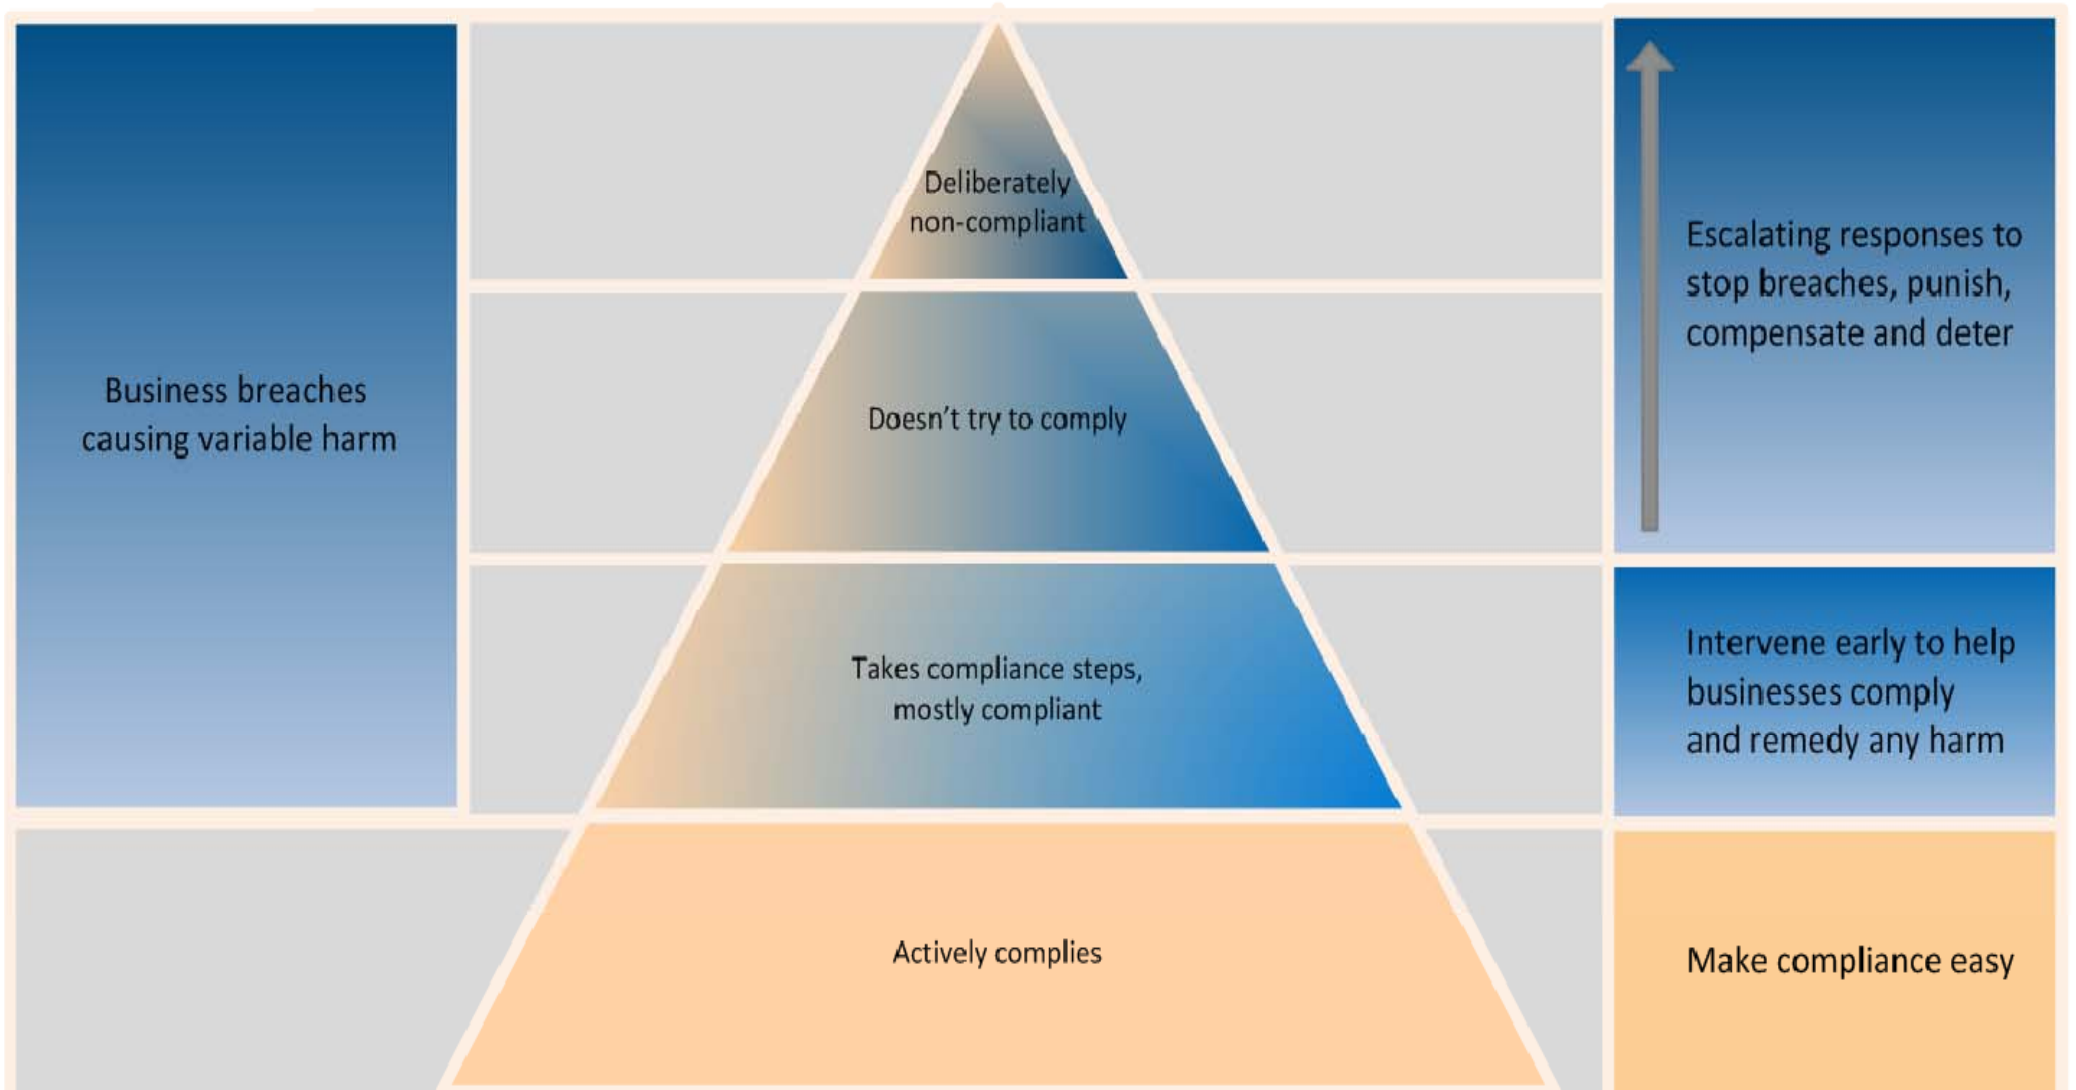 Business breaches
causing variable harm
Deliberately
non-compliant
Doesn't try to comply
Takes compliance steps,
mostly compliant
Actively complies
Escalating responses to
stop breaches, punish,
compensate and deter
Intervene early to help
businesses comply
and remedy any harm
Make compliance easy